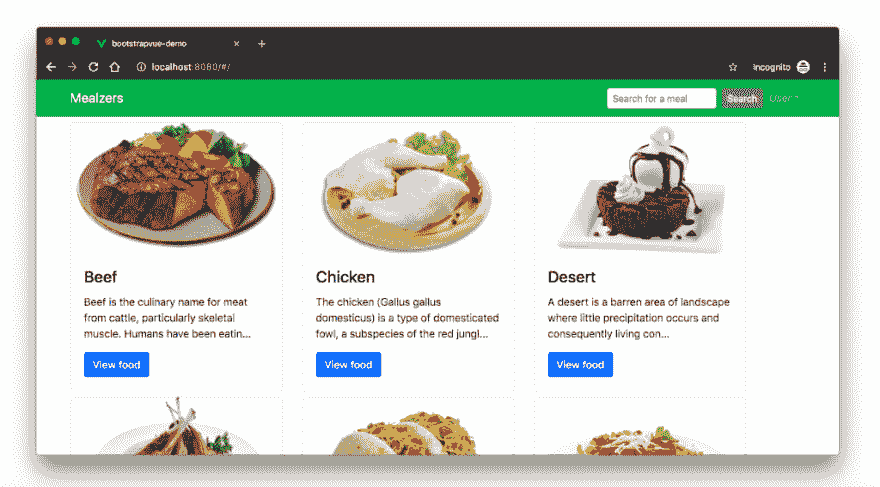 bootstrapvue-demo
localhost:8080/#/
Incognito
Mealzers
Search for a meal
Search
User
Beef
Beef is the culinary name for meat
from cattle, particularly skeletal
muscle. Humans have been eatin...
View food
Chicken
The chicken (Gallus gallus
domesticus) is a type of domesticated
fowl, a subspecies of the red jungl...
View food
Desert
A desert is a barren area of landscape
where little precipitation occurs and
consequently living con...
View food